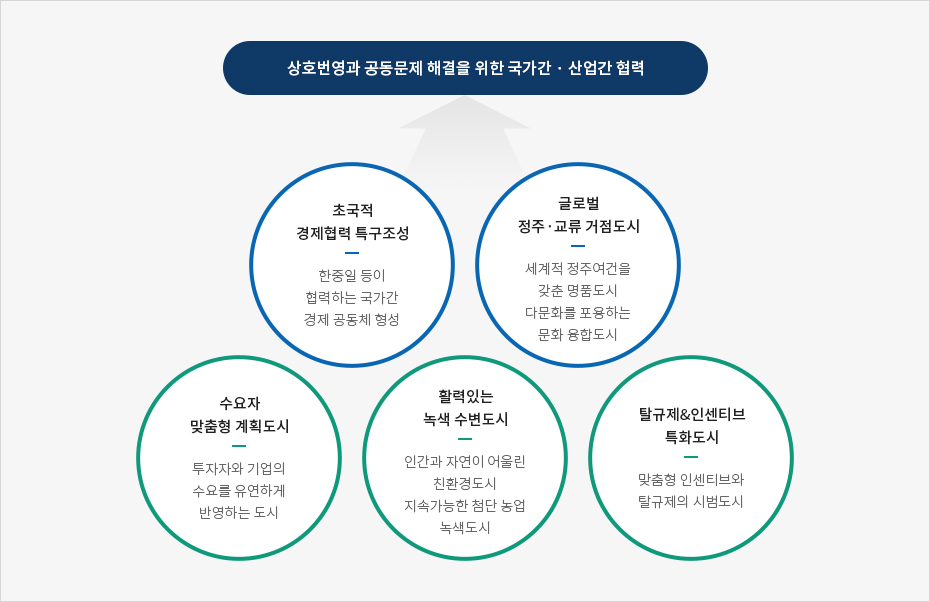 상호번영과 공동문제 해결을 위한 국가간 · 산업간 협력
초국적
경제협력 특구조성
한중일 등이
협력하는 국가간
경제 공동체 형성
글로벌
정주·교류 거점도시
세계적 정주여건을
갖춘 명품도시
다문화를 포용하는
문화 융합도시
수요자
맞춤형 계획도시
투자자와 기업의
수요를 유연하게
반영하는 도시
활력있는
녹색 수변도시
인간과 자연이 어울린
친환경도시
지속가능한 첨단 농업
녹색도시
탈규제&인센티브
특화도시
맞춤형 인센티브와
탈규제의 시범도시